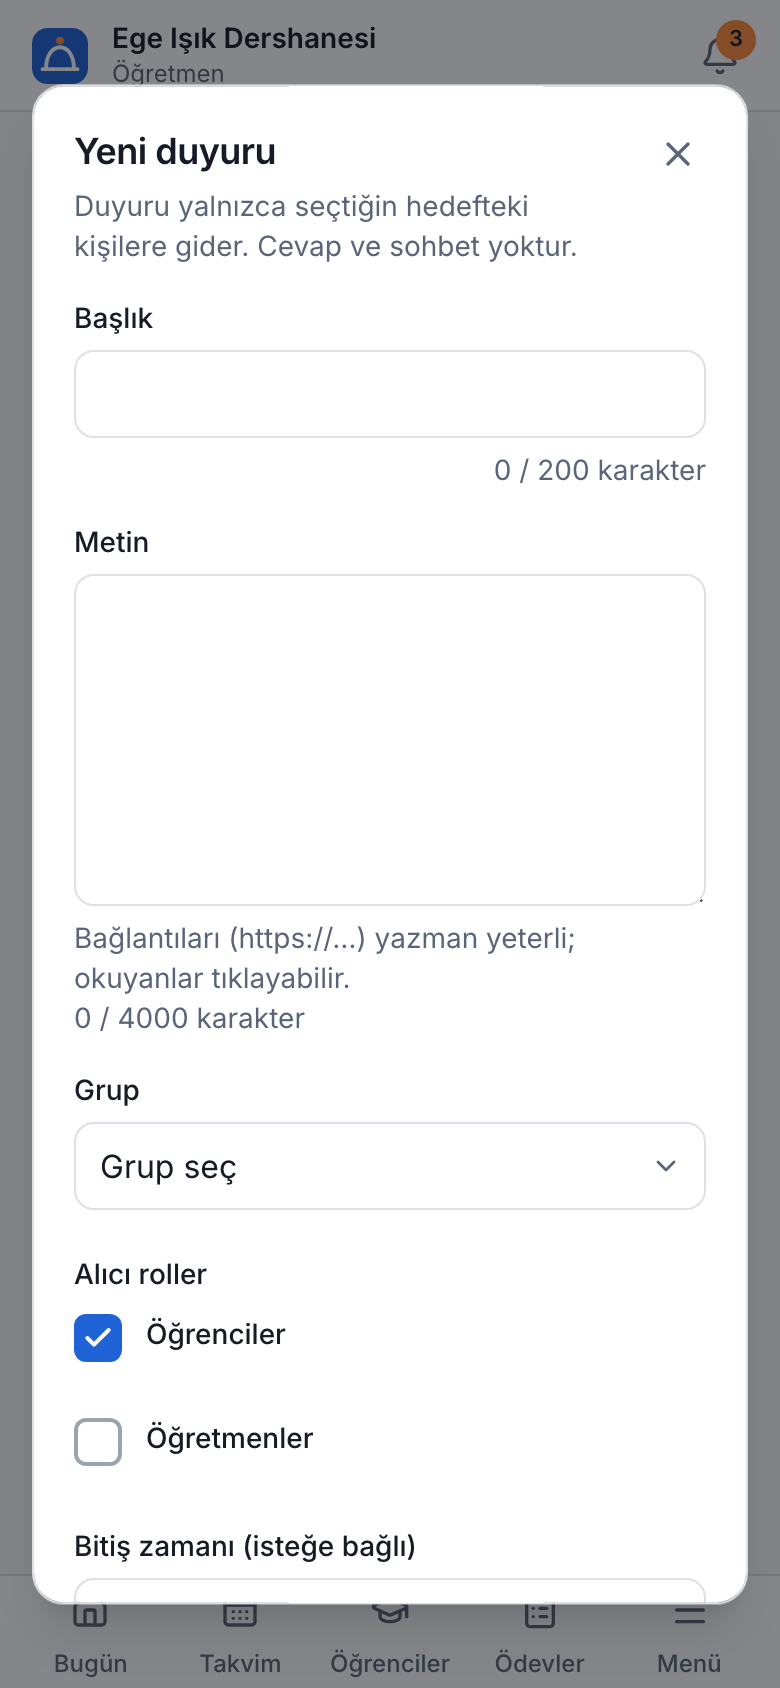 Ege Işık Dershanesi
Öğretmen
3
Yeni duyuru
Duyuru yalnızca seçtiğin hedefteki
kişilere gider. Cevap ve sohbet yoktur.
Başlık
0 / 200 karakter
Metin
Bağlantıları (https://...) yazman yeterli;
okuyanlar tıklayabilir.
0 / 4000 karakter
Grup
Grup seç
Alıcı roller
Öğrenciler
Öğretmenler
Bitiş zamanı (isteğe bağlı)
Bugün
Takvim
Öğrenciler
Ödevler
Menü